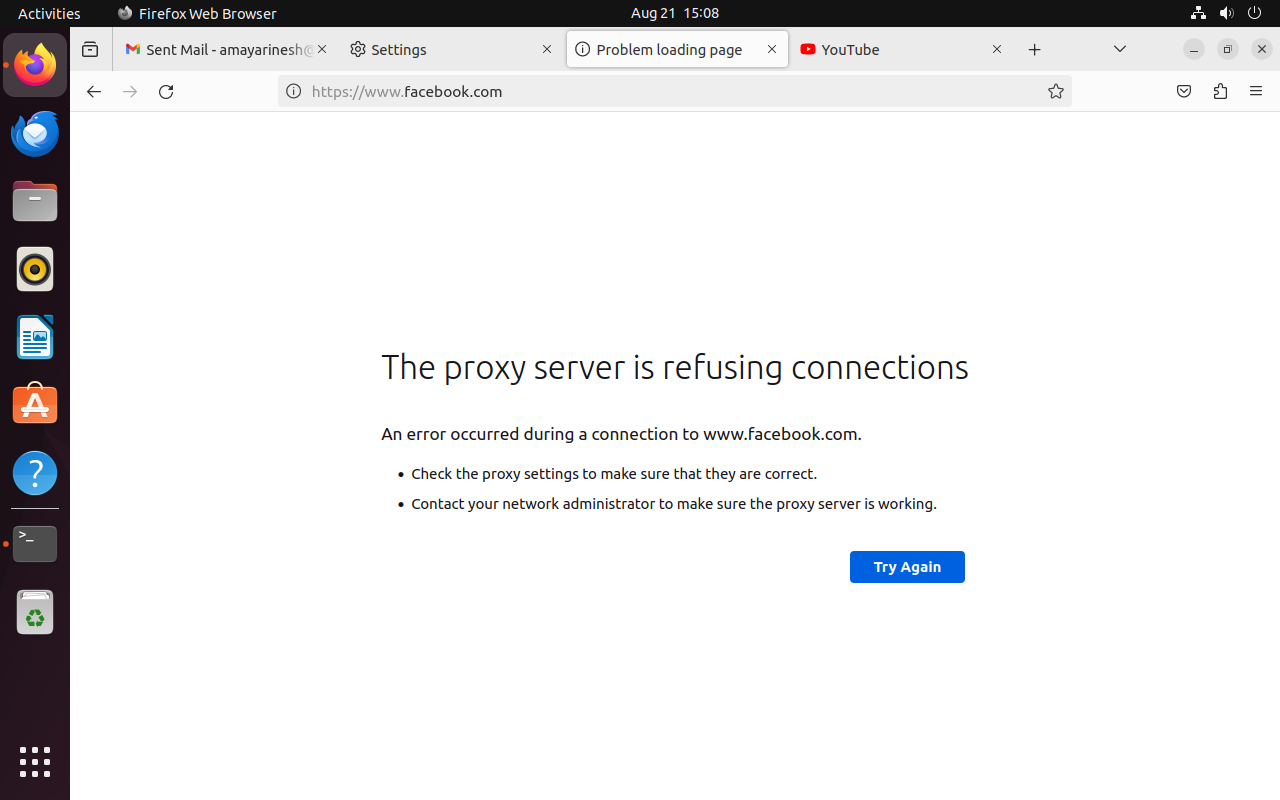 Activities
Firefox Web Browser
Aug 21 15:08
Sent Mail - amayarinesh@
Settings
Problem loading page
YouTube
https://www.facebook.com
The proxy server is refusing connections
An error occurred during a connection to www.facebook.com.
• Check the proxy settings to make sure that they are correct.
• Contact your network administrator to make sure the proxy server is working.
Try Again